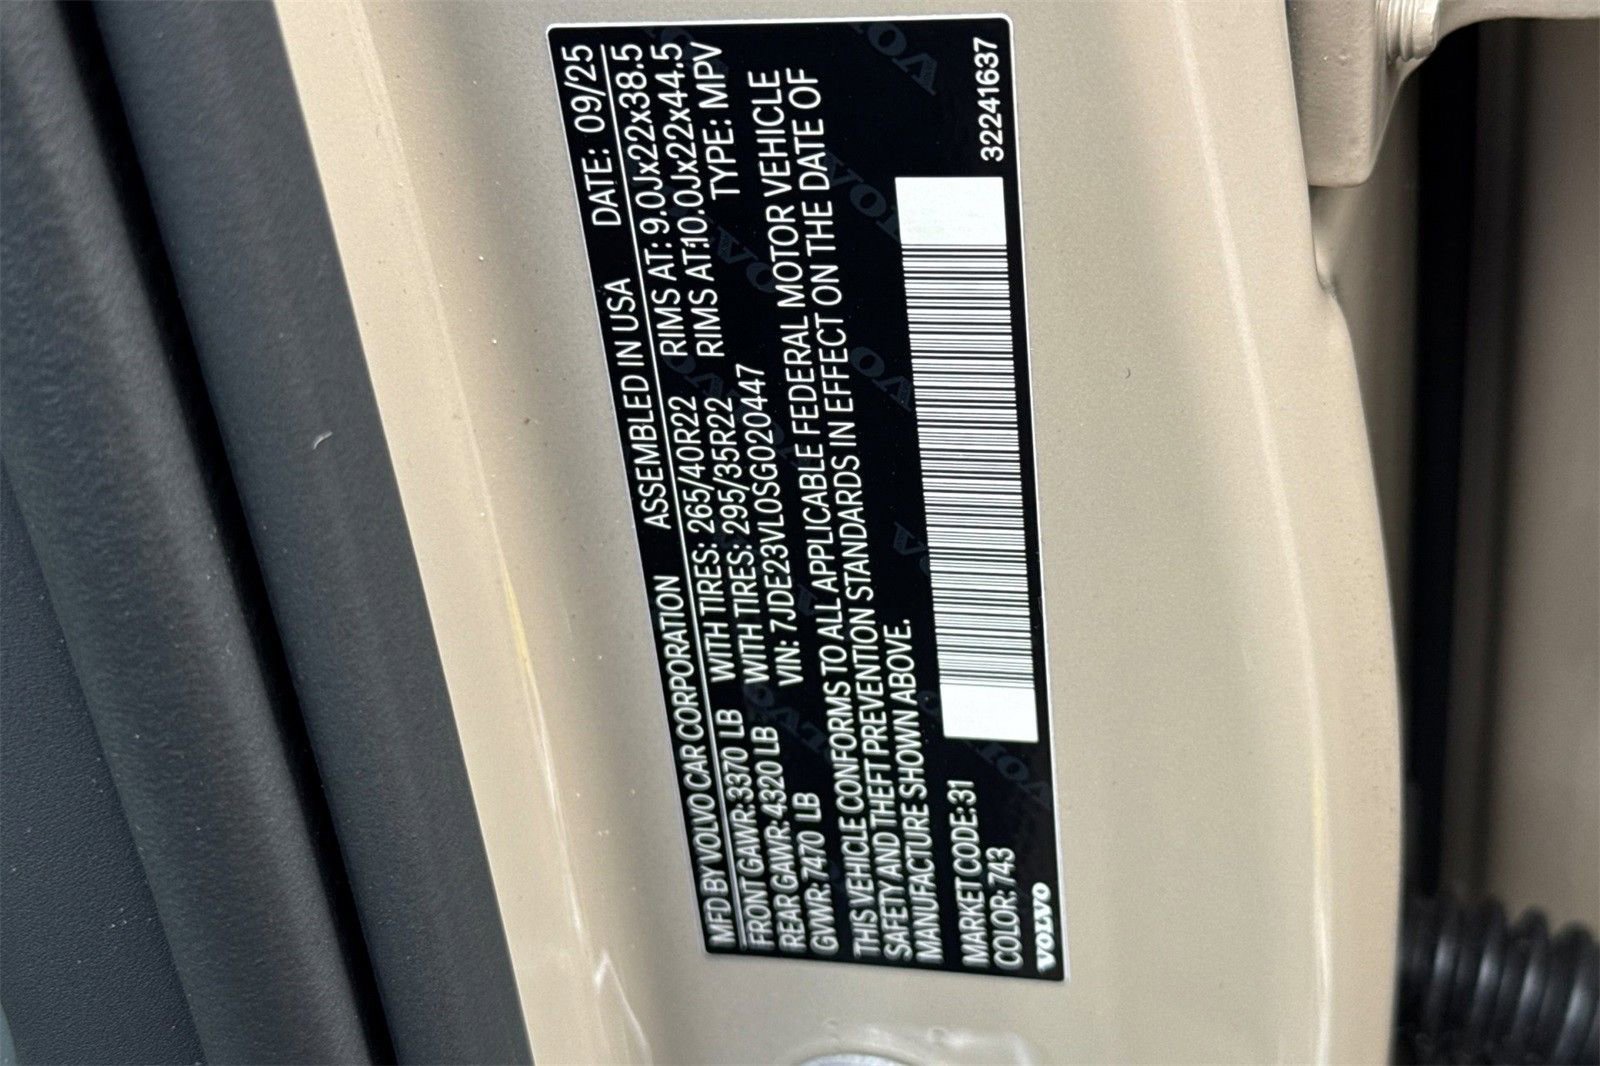 MFD BY VOLVO CAR CORPORATION ASSEMBLED IN USA DATE: 09/25
FRONT GAWR: 3370 LB WITH TIRES: 265/40R22 RIMS AT: 9.0Jx22x38.5
REAR GAWR: 4320 LB WITH TIRES: 295/35R22 RIMS AT:10.0Jx22x44.5
GVWR: 7470 LB VIN: 7JDE23VL0SG020447 TYPE: MPV
THIS VEHICLE CONFORMS TO ALL APPLICABLE FEDERAL MOTOR VEHICLE
SAFETY AND THEFT PREVENTION STANDARDS IN EFFECT ON THE DATE OF
MANUFACTURE SHOWN ABOVE.
MARKET CODE: 31
COLOR: 743
VOLVO
32241637